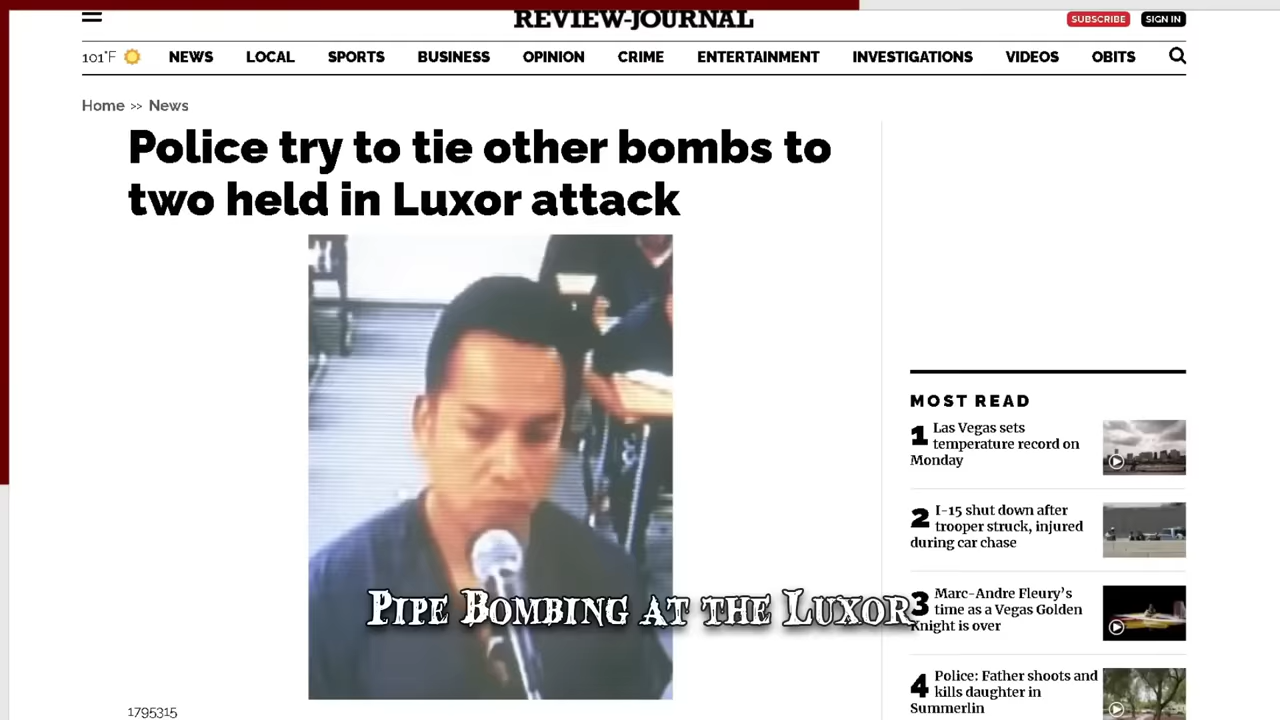 REVIEW-JOURNAL
SUBSCRIBE
SIGN IN
101°F
NEWS
LOCAL
SPORTS
BUSINESS
OPINION
CRIME
ENTERTAINMENT
INVESTIGATIONS
VIDEOS
OBITS
Home >> News
Police try to tie other bombs to
two held in Luxor attack
PIPE BOMBING AT THE LUXOR
1795315
MOST READ
1 Las Vegas sets
temperature record on
Monday
2 I-15 shut down after
trooper struck, injured
during car chase
3 Marc-Andre Fleury's
time as a Vegas Golden
Knight is over
4 Police: Father shoots and
kills daughter in
Summerlin